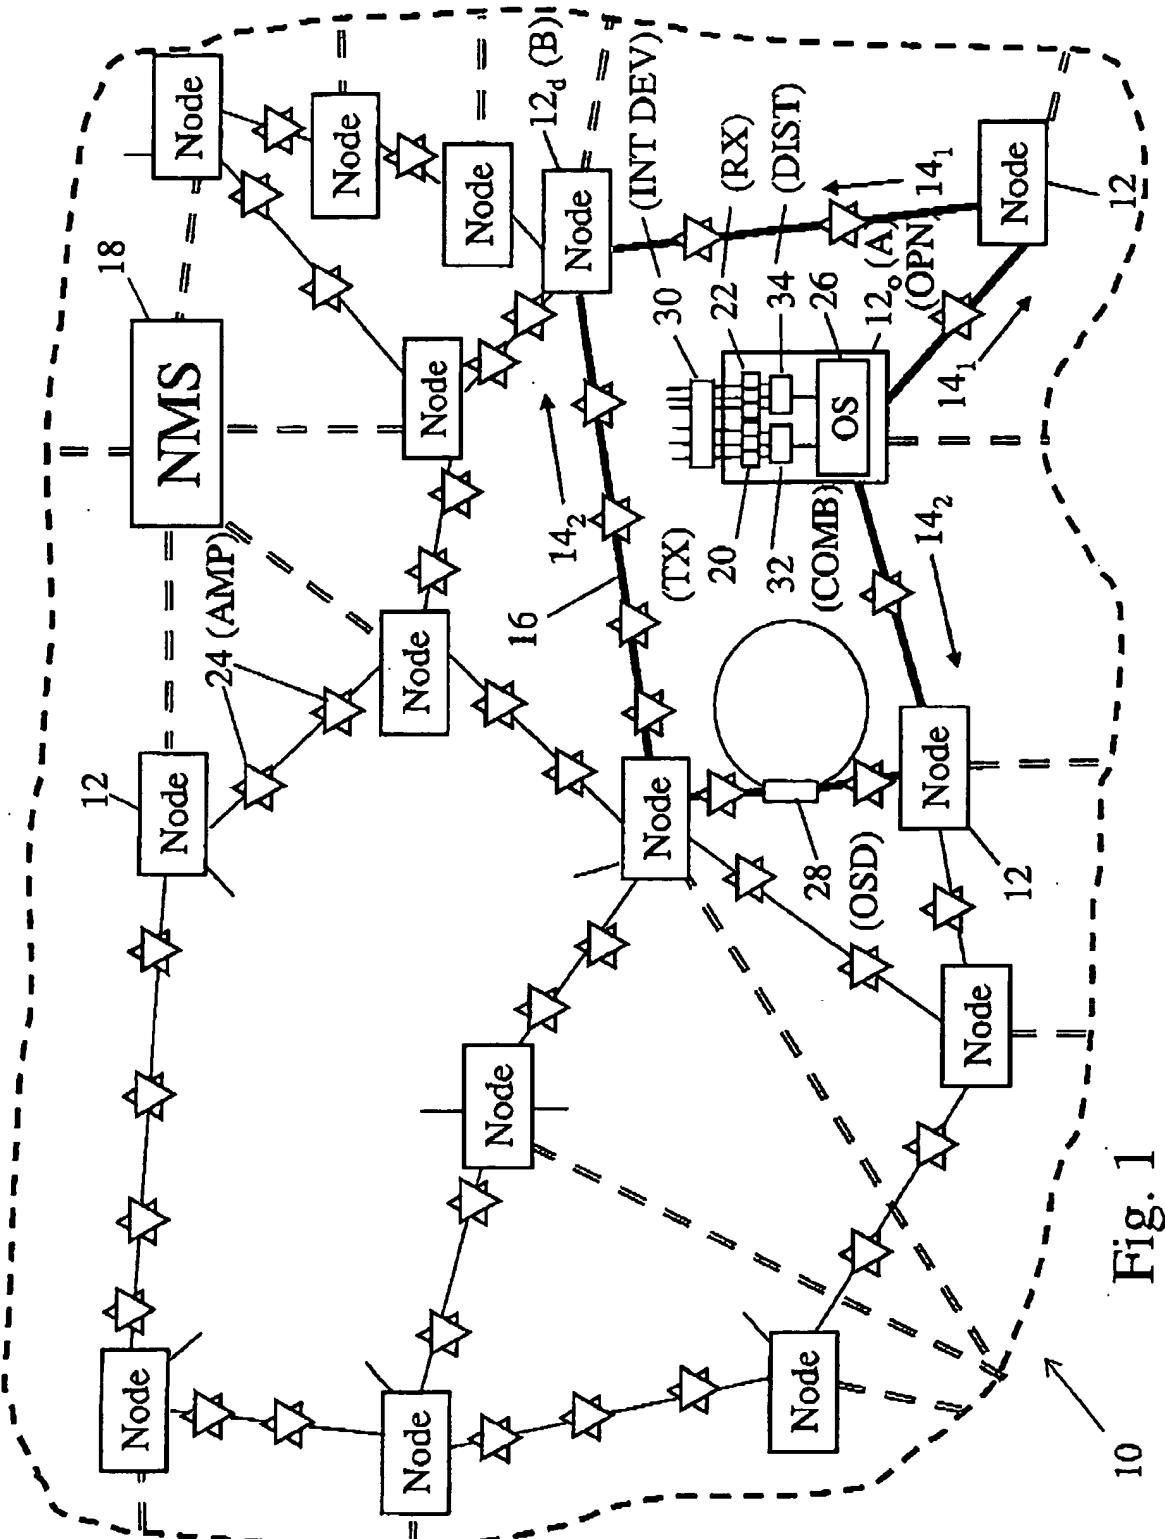 Node
Node
Node
12d (B)
(INT DEV)
(RX)
(DIST)
141
12
Node
18
NMS
Node
Node
30
22
34
26
12o (A)
(OPN)
141
OS
142
(TX)
20
32
(COMB)
142
16
24 (AMP)
Node
12
Node
Node
28
(OSD)
Node
12
Node
Node
Node
Node
Node
10
Fig. 1